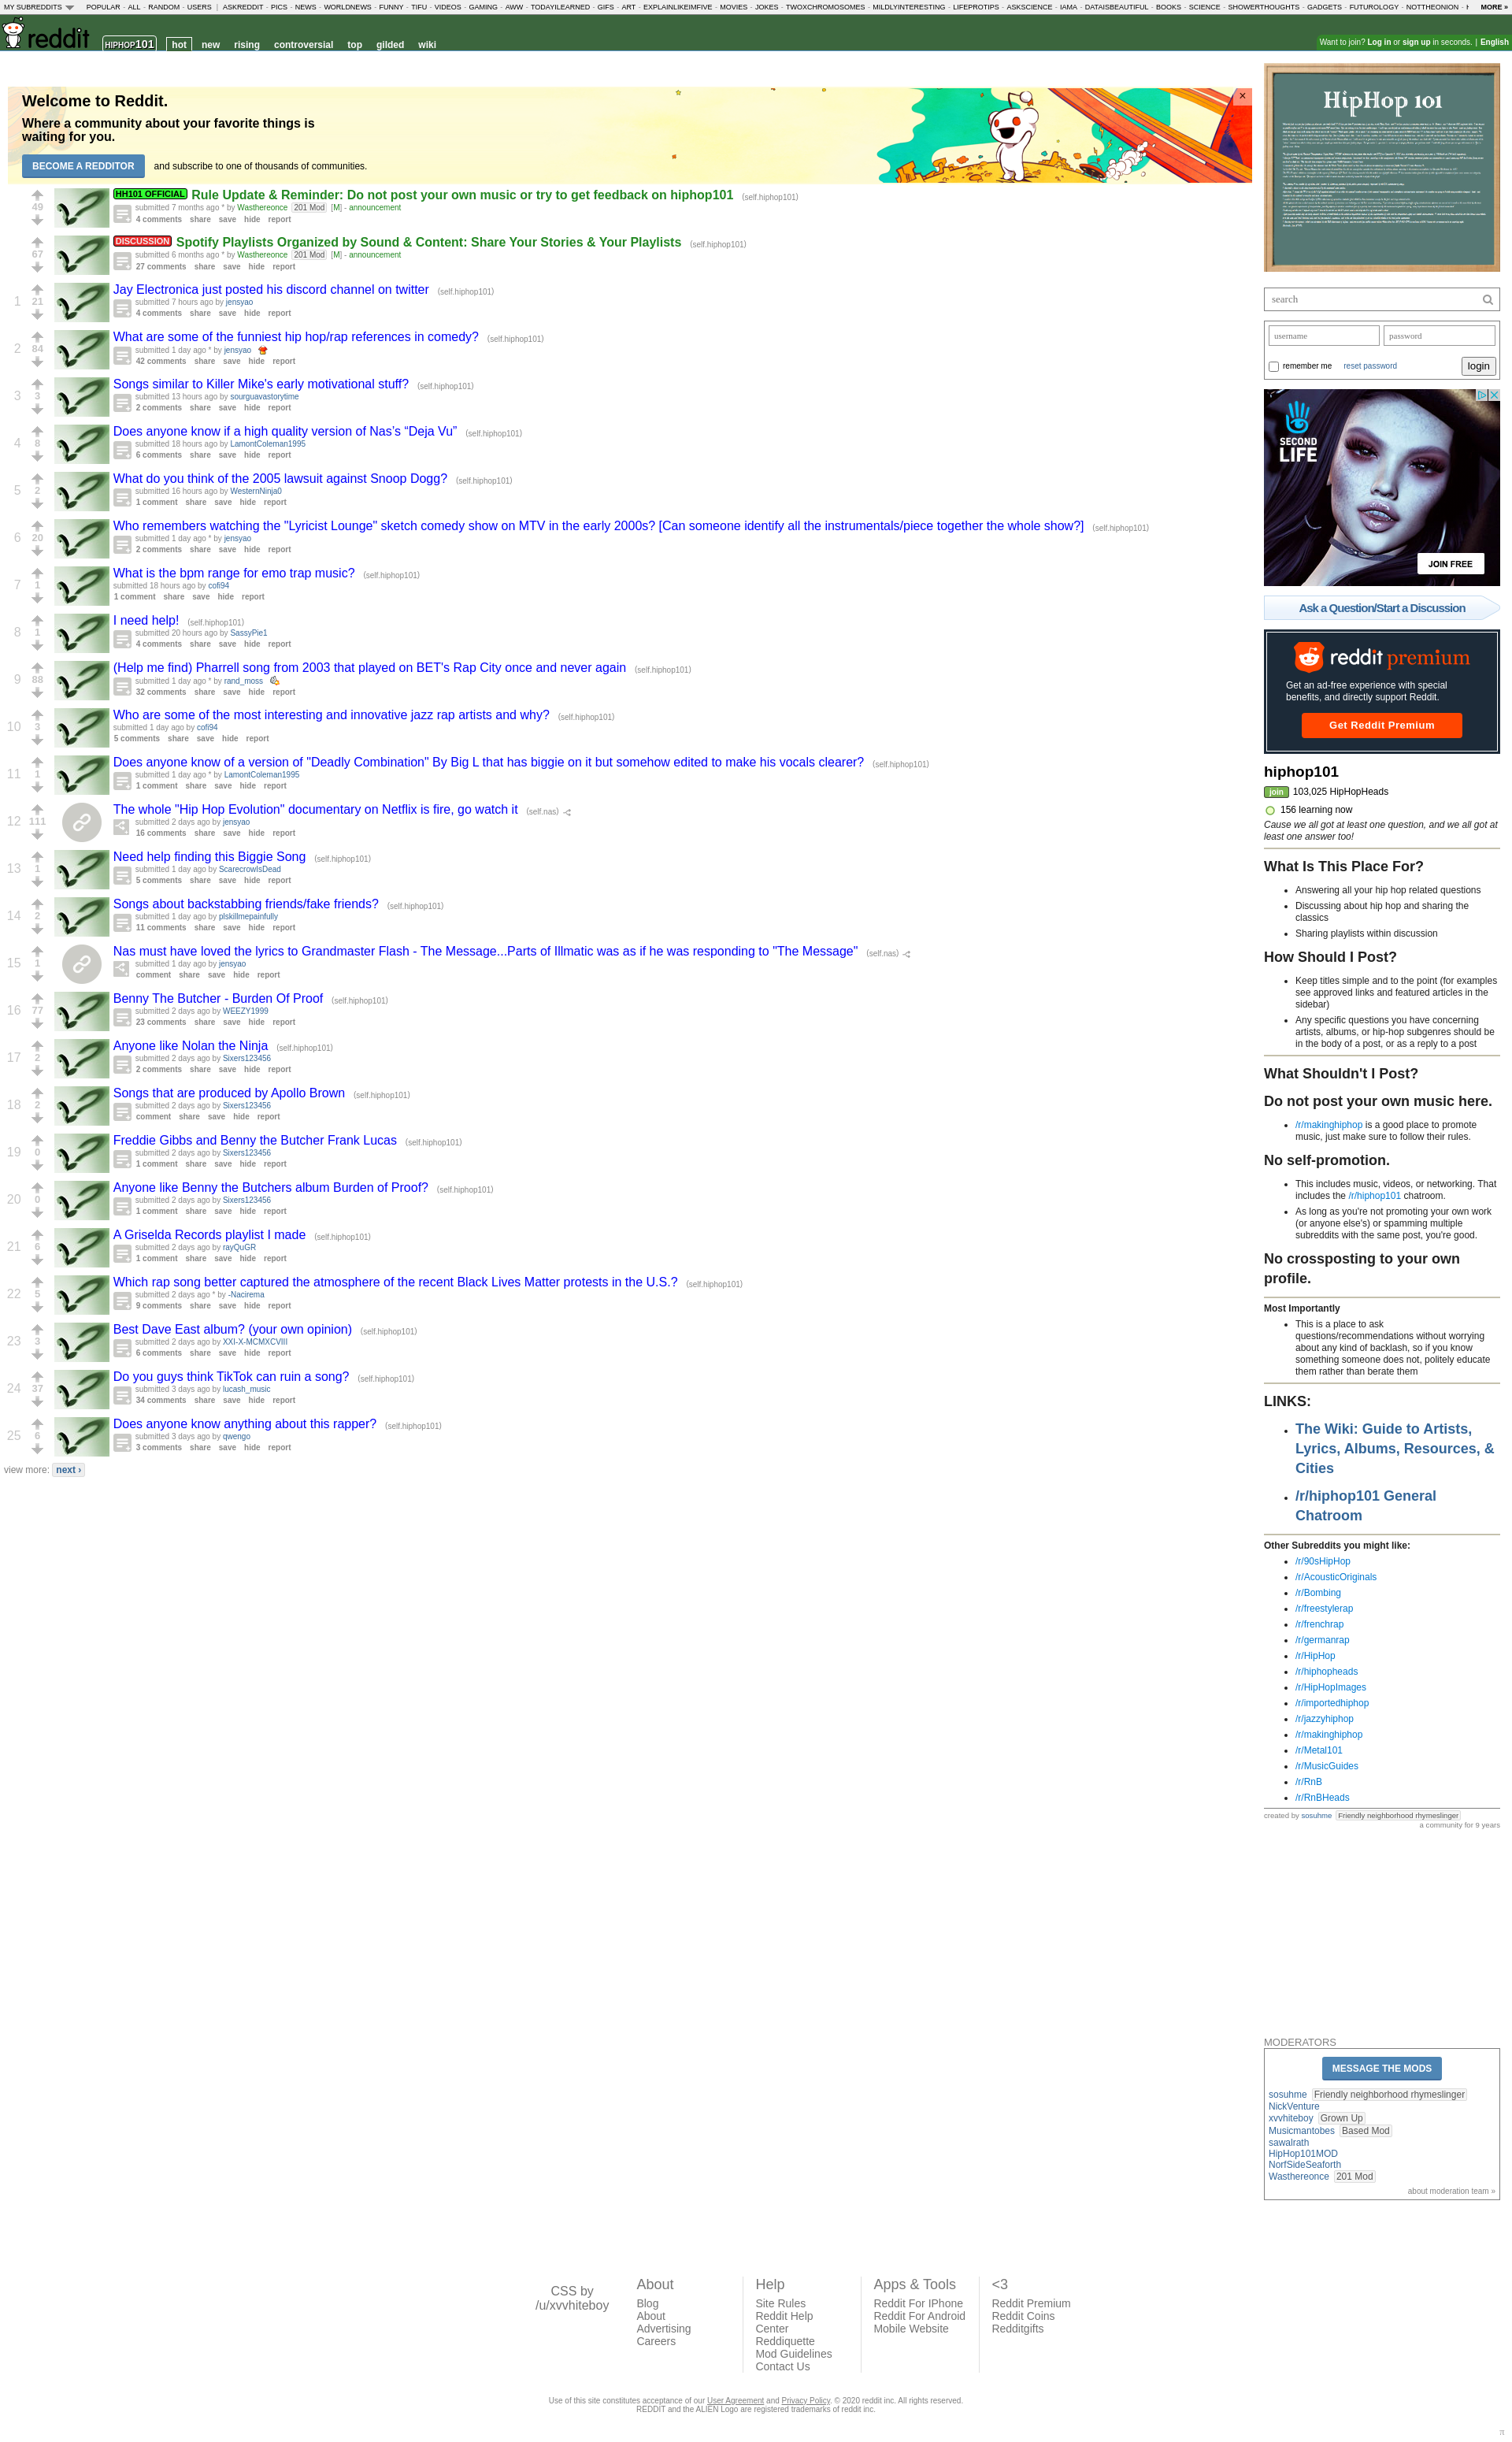 MY SUBREDDITS POPULAR - ALL - RANDOM - USERS | ASKREDDIT - PICS - NEWS - WORLDNEWS - FUNNY - TIFU - VIDEOS - GAMING - AWW - TODAYILEARNED - GIFS - ART - EXPLAINLIKEIMFIVE - MOVIES - JOKES - TWOXCHROMOSOMES - MILDLYINTERESTING - LIFEPROTIPS - ASKSCIENCE - IAMA - DATAISBEAUTIFUL - BOOKS - SCIENCE - SHOWERTHOUGHTS - GADGETS - FUTUROLOGY - NOTTHEONION - MORE »
reddit HIPHOP101 hot new rising controversial top gilded wiki
Want to join? Log in or sign up in seconds. | English
Welcome to Reddit.
Where a community about your favorite things is
waiting for you.
BECOME A REDDITOR and subscribe to one of thousands of communities.
×
49
HH101 OFFICIAL Rule Update & Reminder: Do not post your own music or try to get feedback on hiphop101 (self.hiphop101)
submitted 7 months ago * by Wasthereonce 201 Mod [M] - announcement
4 comments share save hide report
67
DISCUSSION Spotify Playlists Organized by Sound & Content: Share Your Stories & Your Playlists (self.hiphop101)
submitted 6 months ago * by Wasthereonce 201 Mod [M] - announcement
27 comments share save hide report
1 21
Jay Electronica just posted his discord channel on twitter (self.hiphop101)
submitted 7 hours ago by jensyao
4 comments share save hide report
2 84
What are some of the funniest hip hop/rap references in comedy? (self.hiphop101)
submitted 1 day ago * by jensyao
42 comments share save hide report
3 3
Songs similar to Killer Mike's early motivational stuff? (self.hiphop101)
submitted 13 hours ago by sourguavastorytime
2 comments share save hide report
4 8
Does anyone know if a high quality version of Nas's “Deja Vu” (self.hiphop101)
submitted 18 hours ago by LamontColeman1995
6 comments share save hide report
5 2
What do you think of the 2005 lawsuit against Snoop Dogg? (self.hiphop101)
submitted 16 hours ago by WesternNinja0
1 comment share save hide report
6 20
Who remembers watching the "Lyricist Lounge" sketch comedy show on MTV in the early 2000s? [Can someone identify all the instrumentals/piece together the whole show?] (self.hiphop101)
submitted 1 day ago * by jensyao
2 comments share save hide report
7 1
What is the bpm range for emo trap music? (self.hiphop101)
submitted 18 hours ago by cofi94
1 comment share save hide report
8 1
I need help! (self.hiphop101)
submitted 20 hours ago by SassyPie1
4 comments share save hide report
9 88
(Help me find) Pharrell song from 2003 that played on BET's Rap City once and never again (self.hiphop101)
submitted 1 day ago * by rand_moss
32 comments share save hide report
10 3
Who are some of the most interesting and innovative jazz rap artists and why? (self.hiphop101)
submitted 1 day ago by cofi94
5 comments share save hide report
11 1
Does anyone know of a version of "Deadly Combination" By Big L that has biggie on it but somehow edited to make his vocals clearer? (self.hiphop101)
submitted 1 day ago * by LamontColeman1995
1 comment share save hide report
12 111
The whole "Hip Hop Evolution" documentary on Netflix is fire, go watch it (self.nas)
submitted 2 days ago by jensyao
16 comments share save hide report
13 1
Need help finding this Biggie Song (self.hiphop101)
submitted 1 day ago by ScarecrowIsDead
5 comments share save hide report
14 2
Songs about backstabbing friends/fake friends? (self.hiphop101)
submitted 1 day ago by plskillmepainfully
11 comments share save hide report
15 1
Nas must have loved the lyrics to Grandmaster Flash - The Message...Parts of Illmatic was as if he was responding to "The Message" (self.nas)
submitted 1 day ago by jensyao
comment share save hide report
16 77
Benny The Butcher - Burden Of Proof (self.hiphop101)
submitted 2 days ago by WEEZY1999
23 comments share save hide report
17 2
Anyone like Nolan the Ninja (self.hiphop101)
submitted 2 days ago by Sixers123456
2 comments share save hide report
18 2
Songs that are produced by Apollo Brown (self.hiphop101)
submitted 2 days ago by Sixers123456
comment share save hide report
19 0
Freddie Gibbs and Benny the Butcher Frank Lucas (self.hiphop101)
submitted 2 days ago by Sixers123456
1 comment share save hide report
20 0
Anyone like Benny the Butchers album Burden of Proof? (self.hiphop101)
submitted 2 days ago by Sixers123456
1 comment share save hide report
21 6
A Griselda Records playlist I made (self.hiphop101)
submitted 2 days ago by rayQuGR
1 comment share save hide report
22 5
Which rap song better captured the atmosphere of the recent Black Lives Matter protests in the U.S.? (self.hiphop101)
submitted 2 days ago * by -Nacirema
9 comments share save hide report
23 3
Best Dave East album? (your own opinion) (self.hiphop101)
submitted 2 days ago by XXI-X-MCMXCVIII
6 comments share save hide report
24 37
Do you guys think TikTok can ruin a song? (self.hiphop101)
submitted 3 days ago by lucash_music
34 comments share save hide report
25 6
Does anyone know anything about this rapper? (self.hiphop101)
submitted 3 days ago by qwengo
3 comments share save hide report
view more: next ›
HipHop 101
search
username password
remember me reset password login
SECOND
LIFE
JOIN FREE
Ask a Question/Start a Discussion
reddit premium
Get an ad-free experience with special
benefits, and directly support Reddit.
Get Reddit Premium
hiphop101
join 103,025 HipHopHeads
156 learning now
Cause we all got at least one question, and we all got at
least one answer too!
What Is This Place For?
Answering all your hip hop related questions
Discussing about hip hop and sharing the
classics
Sharing playlists within discussion
How Should I Post?
Keep titles simple and to the point (for examples
see approved links and featured articles in the
sidebar)
Any specific questions you have concerning
artists, albums, or hip-hop subgenres should be
in the body of a post, or as a reply to a post
What Shouldn't I Post?
Do not post your own music here.
/r/makinghiphop is a good place to promote
music, just make sure to follow their rules.
No self-promotion.
This includes music, videos, or networking. That
includes the /r/hiphop101 chatroom.
As long as you're not promoting your own work
(or anyone else's) or spamming multiple
subreddits with the same post, you're good.
No crossposting to your own
profile.
Most Importantly
This is a place to ask
questions/recommendations without worrying
about any kind of backlash, so if you know
something someone does not, politely educate
them rather than berate them
LINKS:
The Wiki: Guide to Artists,
Lyrics, Albums, Resources, &
Cities
/r/hiphop101 General
Chatroom
Other Subreddits you might like:
/r/90sHipHop
/r/AcousticOriginals
/r/Bombing
/r/freestylerap
/r/frenchrap
/r/germanrap
/r/HipHop
/r/hiphopheads
/r/HipHopImages
/r/importedhiphop
/r/jazzyhiphop
/r/makinghiphop
/r/Metal101
/r/MusicGuides
/r/RnB
/r/RnBHeads
created by sosuhme Friendly neighborhood rhymeslinger
a community for 9 years
MODERATORS
MESSAGE THE MODS
sosuhme Friendly neighborhood rhymeslinger
NickVenture
xvvhiteboy Grown Up
Musicmantobes Based Mod
sawalrath
HipHop101MOD
NorfSideSeaforth
Wasthereonce 201 Mod
about moderation team »
CSS by
/u/xvvhiteboy
About
Blog
About
Advertising
Careers
Help
Site Rules
Reddit Help
Center
Reddiquette
Mod Guidelines
Contact Us
Apps & Tools
Reddit For IPhone
Reddit For Android
Mobile Website
<3
Reddit Premium
Reddit Coins
Redditgifts
Use of this site constitutes acceptance of our User Agreement and Privacy Policy. © 2020 reddit inc. All rights reserved.
REDDIT and the ALIEN Logo are registered trademarks of reddit inc.
π